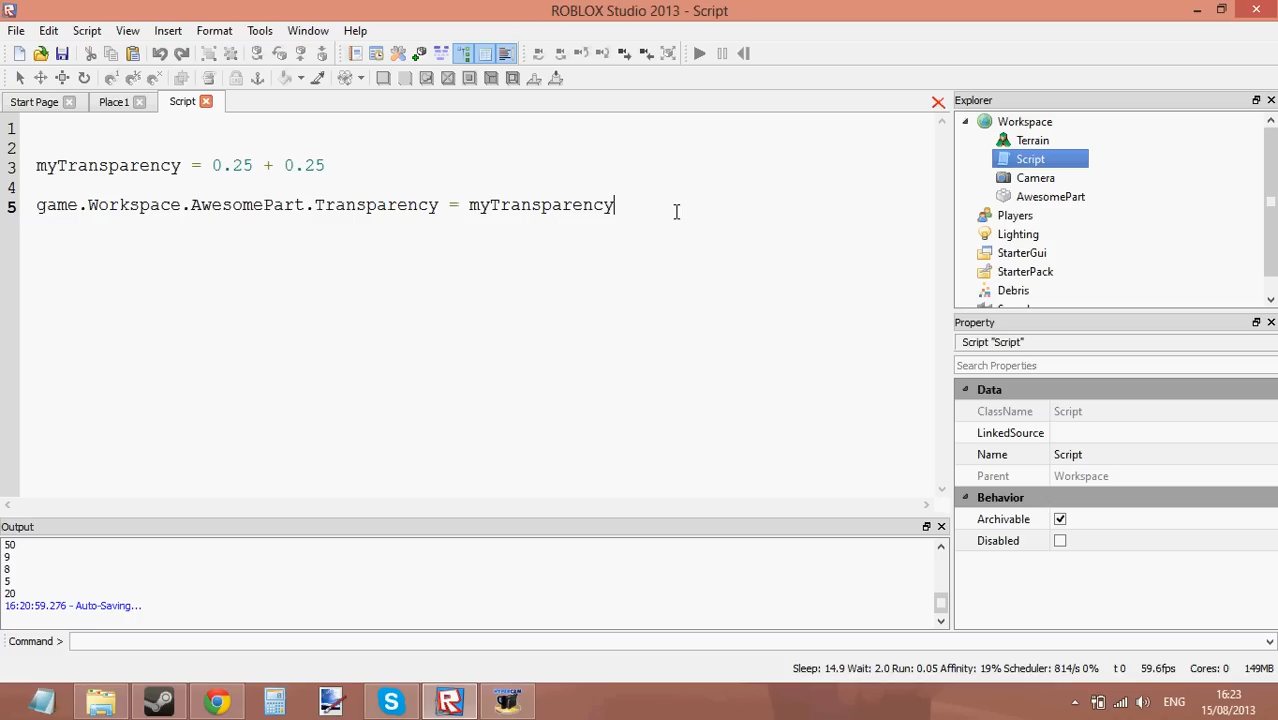 ROBLOX Studio 2013 - Script
File Edit Script View Insert Format Tools Window Help
Start Page Place1 Script
1
2
3 myTransparency = 0.25 + 0.25
4
5 game.Workspace.AwesomePart.Transparency = myTransparency
Explorer
Workspace
Terrain
Script
Camera
AwesomePart
Players
Lighting
StarterGui
StarterPack
Debris
Property
Script "Script"
Search Properties
Data
ClassName Script
LinkedSource
Name Script
Parent Workspace
Behavior
Archivable
Disabled
Output
50
9
8
5
20
16:20:59.276 - Auto-Saving...
Command >
Sleep: 14.9 Wait: 2.0 Run: 0.05 Affinity: 19% Scheduler: 814/s 0% t 0 59.6fps Cores: 0 149MB
ENG
16:23
15/08/2013